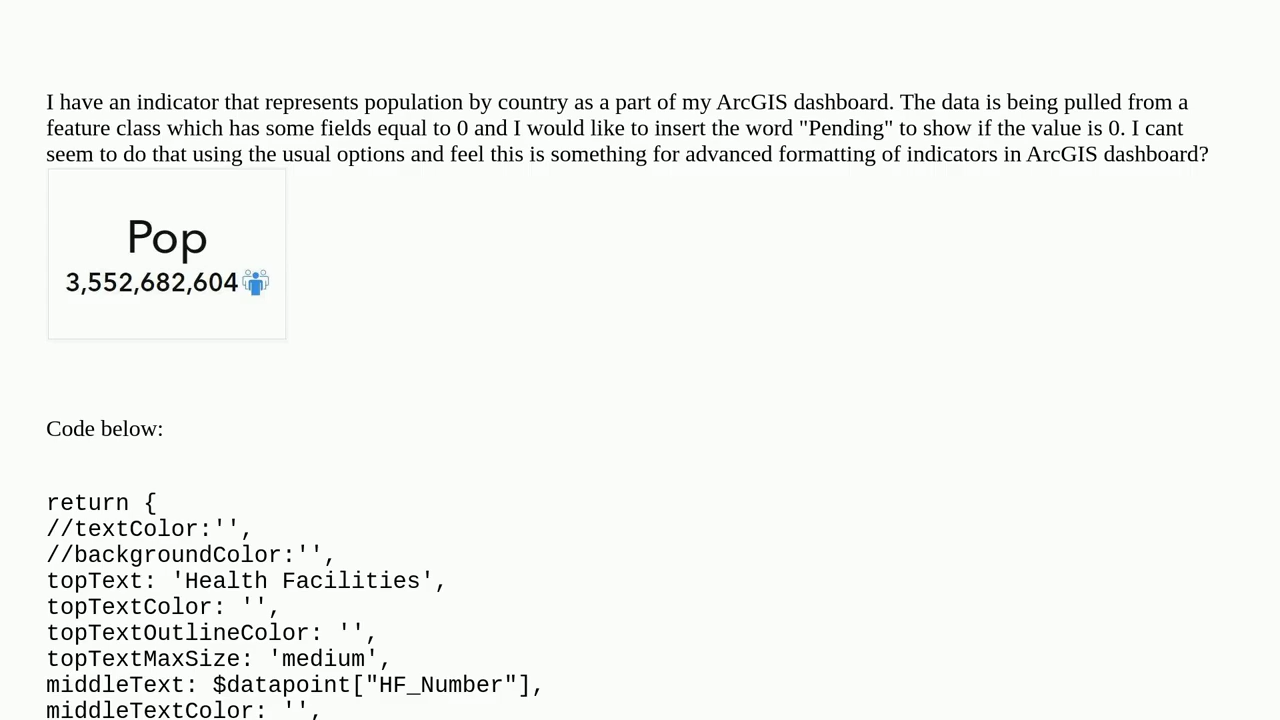 I have an indicator that represents population by country as a part of my ArcGIS dashboard. The data is being pulled from a
feature class which has some fields equal to 0 and I would like to insert the word "Pending" to show if the value is 0. I cant
seem to do that using the usual options and feel this is something for advanced formatting of indicators in ArcGIS dashboard?
Pop
3,552,682,604
Code below:
return {
//textColor:'',
//backgroundColor:'',
topText: 'Health Facilities',
topTextColor: '',
topTextOutlineColor: '',
topTextMaxSize: 'medium',
middleText: $datapoint["HF_Number"],
middleTextColor: '',